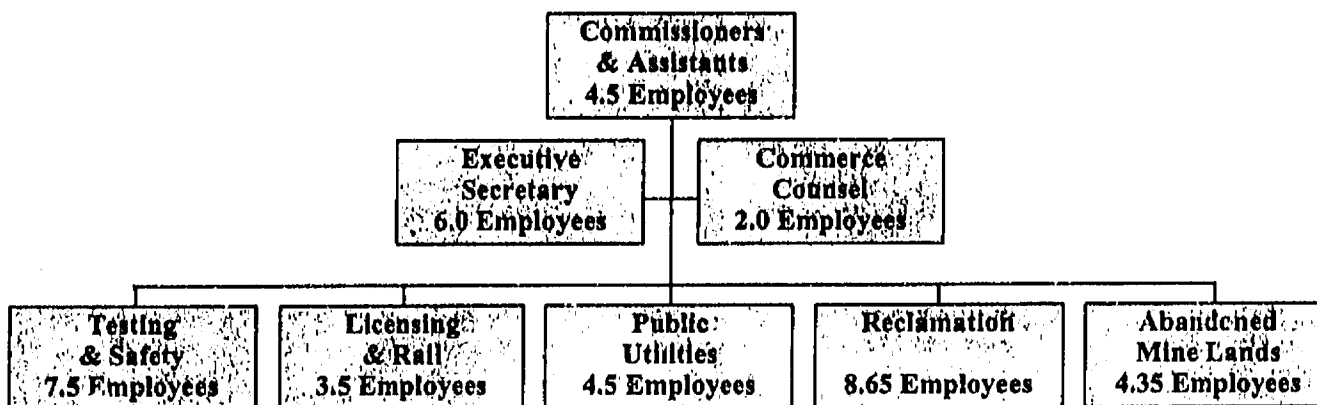 Commissioners
& Assistants
4.5 Employees
Executive
Secretary
6.0 Employees
Commerce
Counsel
2.0 Employees
Testing
& Safety
7.5 Employees
Licensing
& Rail
3.5 Employees
Public
Utilities
4.5 Employees
Reclamation
8.65 Employees
Abandoned
Mine Lands
4.35 Employees